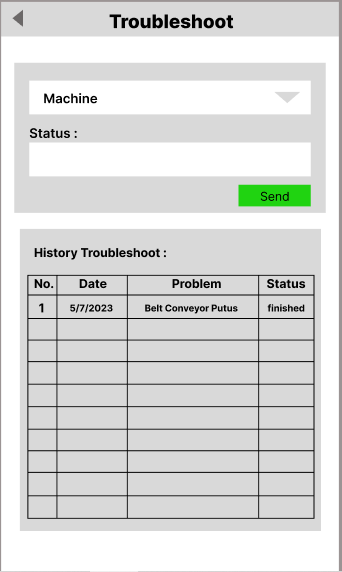 Troubleshoot
Machine
Status :
Send
History Troubleshoot :
No. Date Problem Status
1 5/7/2023 Belt Conveyor Putus finished